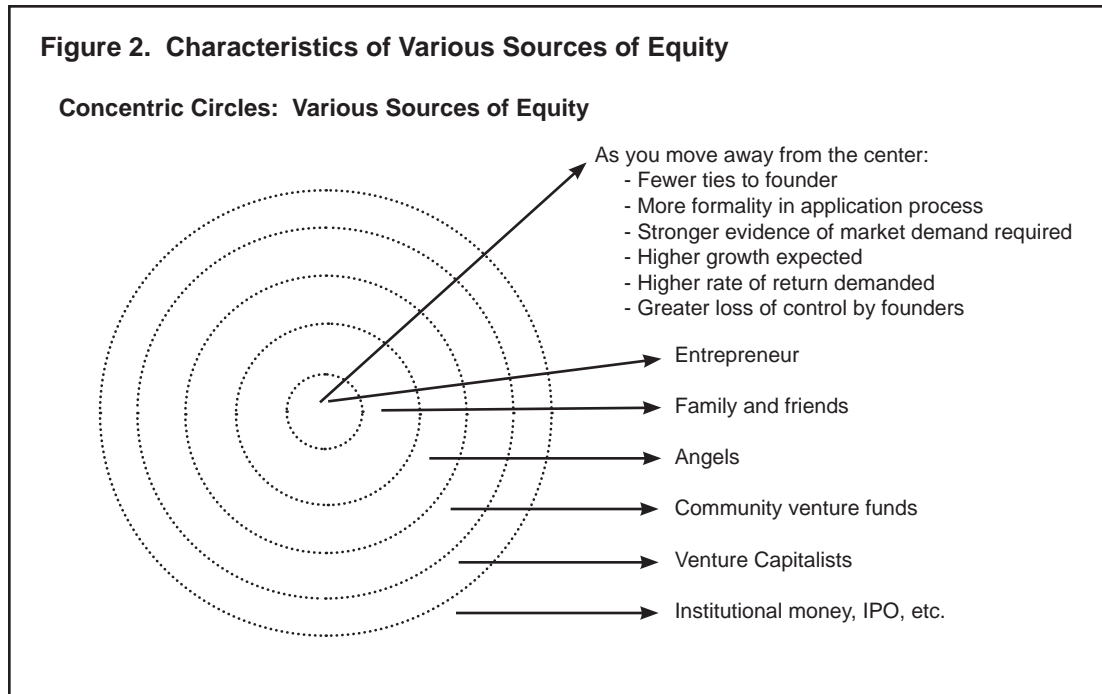 Figure 2.  Characteristics of Various Sources of Equity
Concentric Circles:  Various Sources of Equity
As you move away from the center:
- Fewer ties to founder
- More formality in application process
- Stronger evidence of market demand required
- Higher growth expected
- Higher rate of return demanded
- Greater loss of control by founders
Entrepreneur
Family and friends
Angels
Community venture funds
Venture Capitalists
Institutional money, IPO, etc.